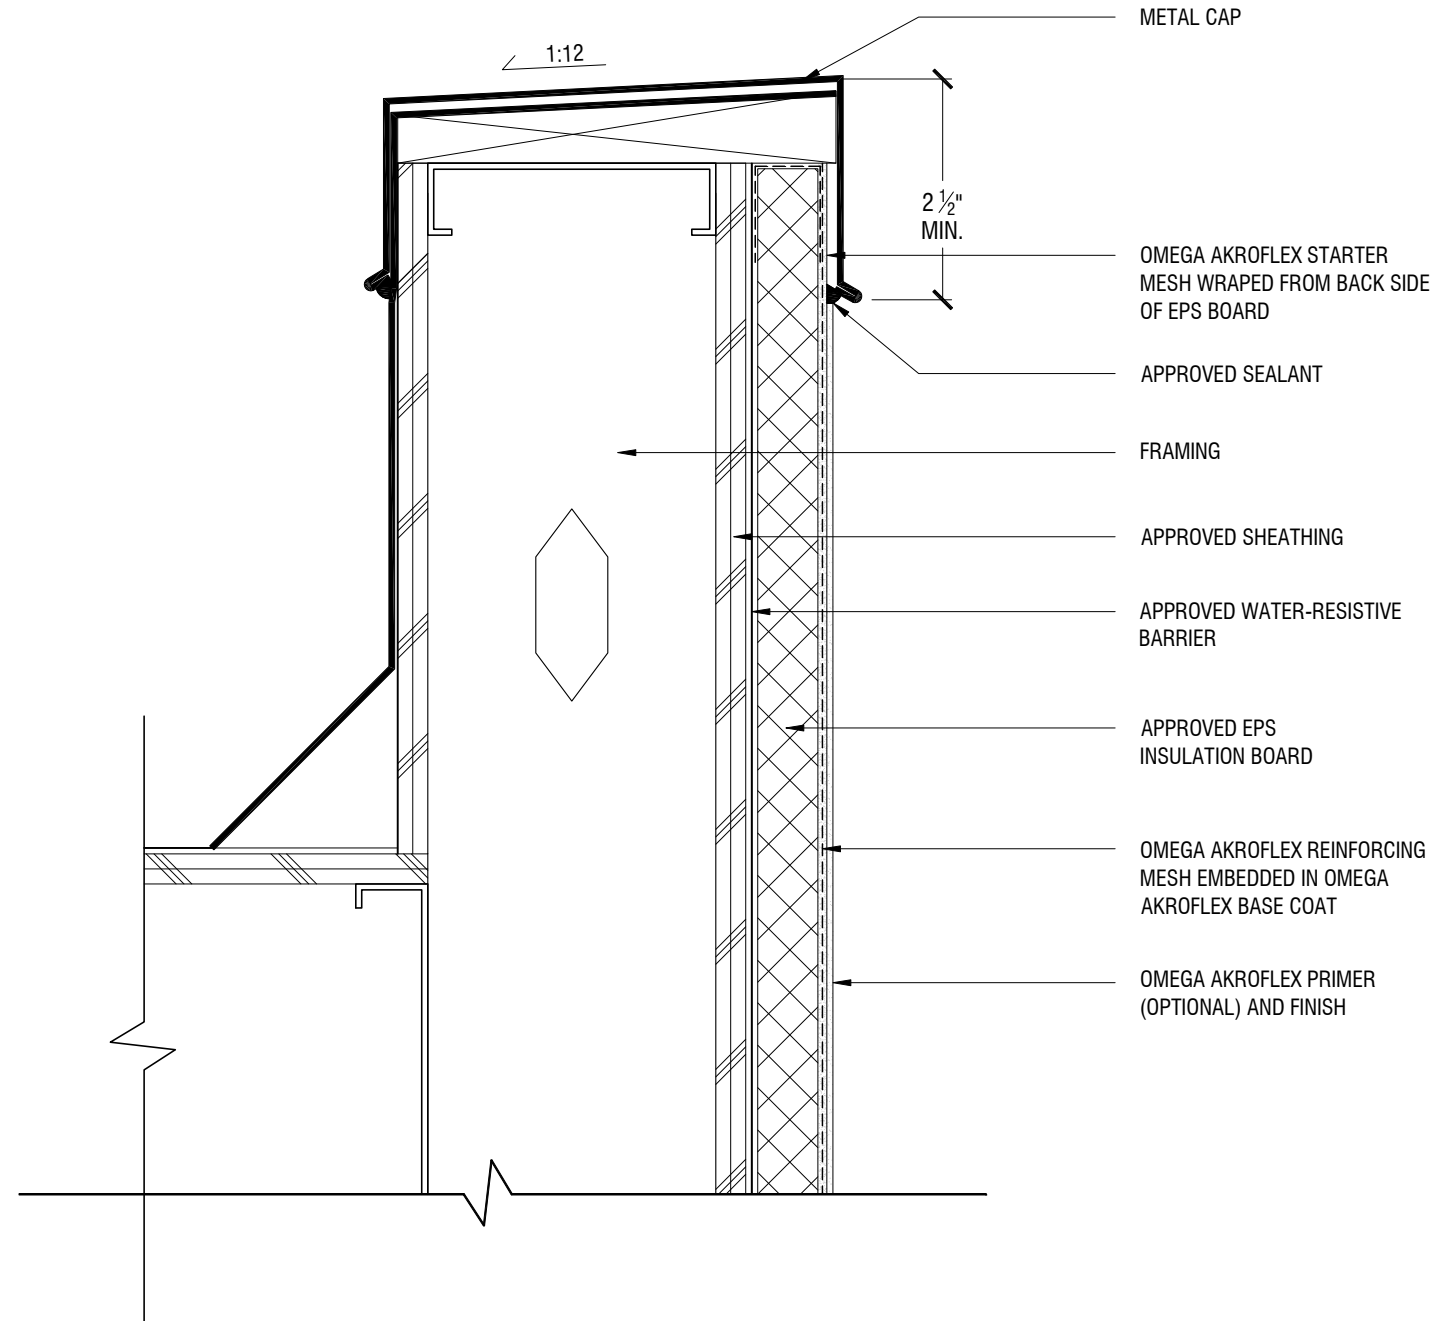 METAL CAP
1:12
2 1/2"
MIN.
OMEGA AKROFLEX STARTER
MESH WRAPED FROM BACK SIDE
OF EPS BOARD
APPROVED SEALANT
FRAMING
APPROVED SHEATHING
APPROVED WATER-RESISTIVE
BARRIER
APPROVED EPS
INSULATION BOARD
OMEGA AKROFLEX REINFORCING
MESH EMBEDDED IN OMEGA
AKROFLEX BASE COAT
OMEGA AKROFLEX PRIMER
(OPTIONAL) AND FINISH